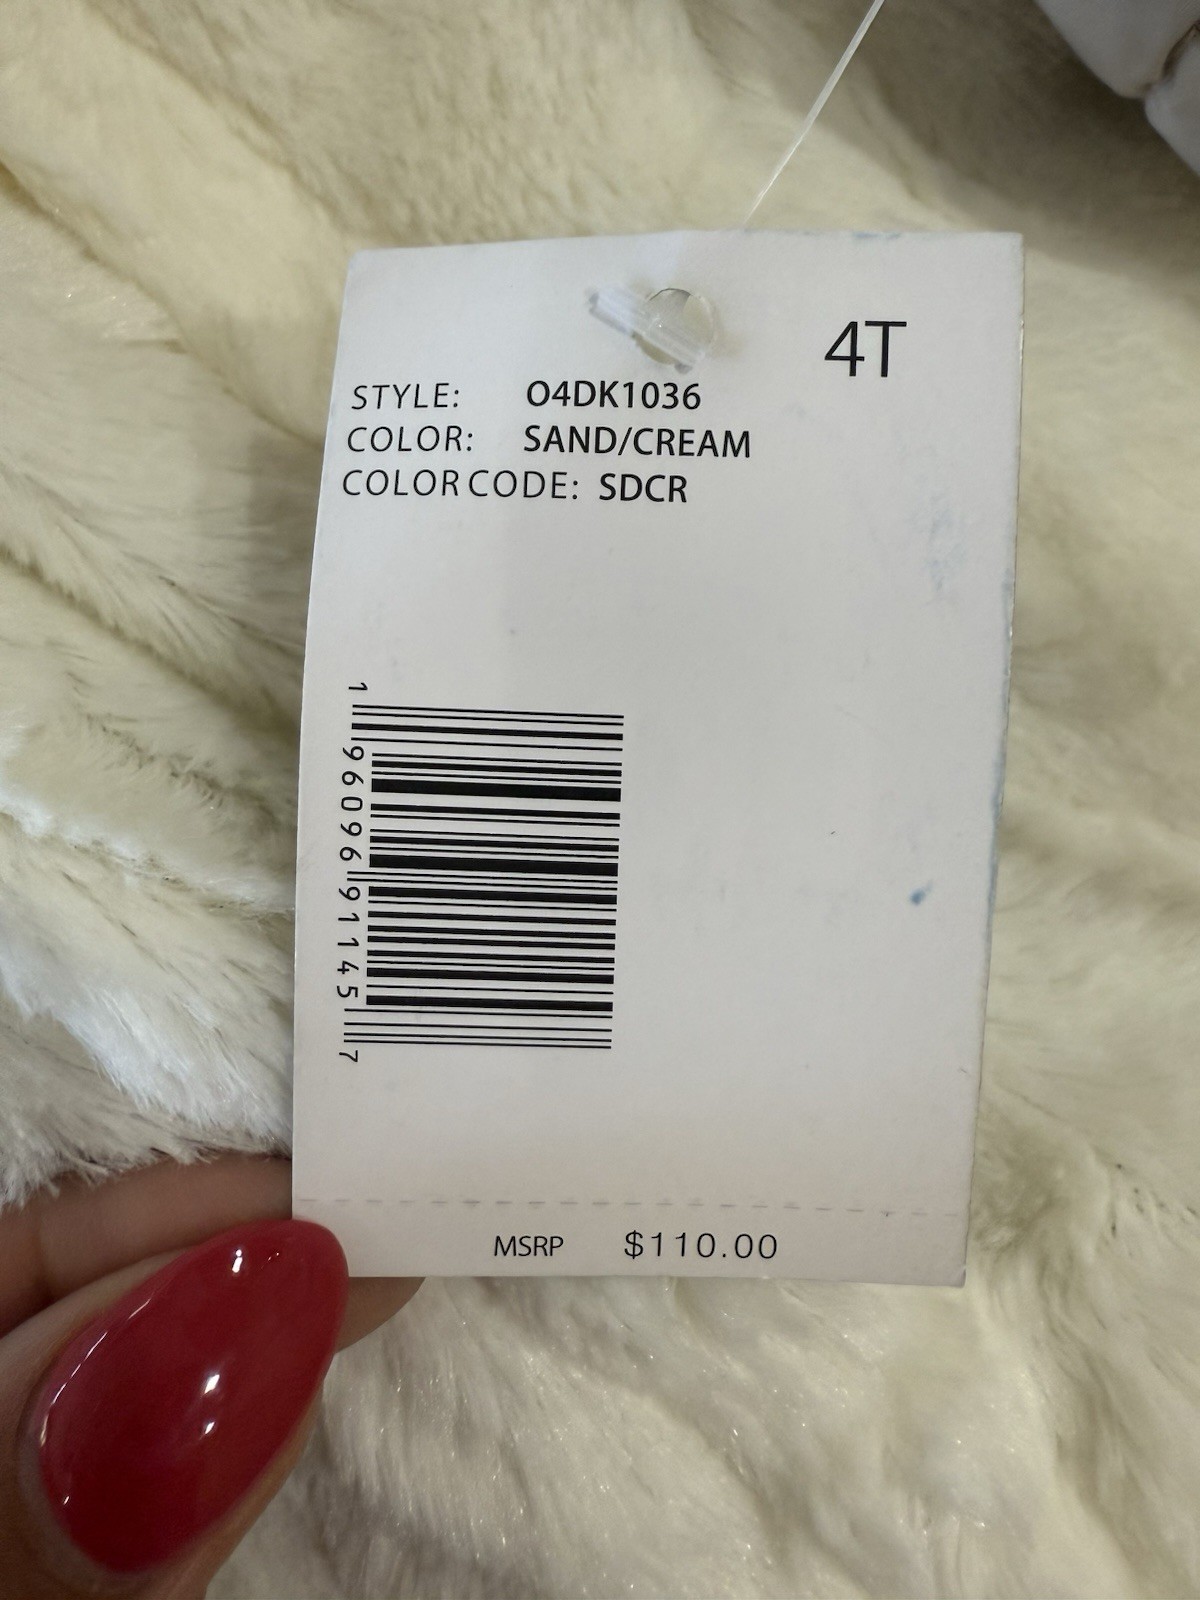 4T
STYLE: O4DK1036
COLOR: SAND/CREAM
COLOR CODE: SDCR
1 96096 91145 7
MSRP $110.00